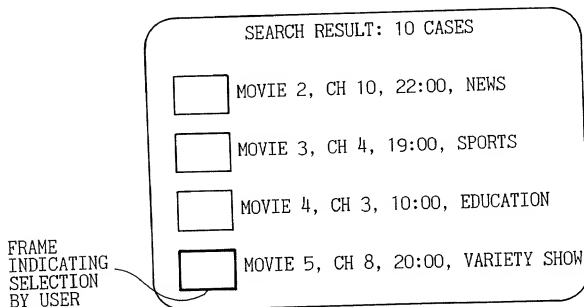 SEARCH RESULT: 10 CASES
MOVIE 2, CH 10, 22:00, NEWS
MOVIE 3, CH 4, 19:00, SPORTS
MOVIE 4, CH 3, 10:00, EDUCATION
MOVIE 5, CH 8, 20:00, VARIETY SHOW
FRAME
INDICATING
SELECTION
BY USER